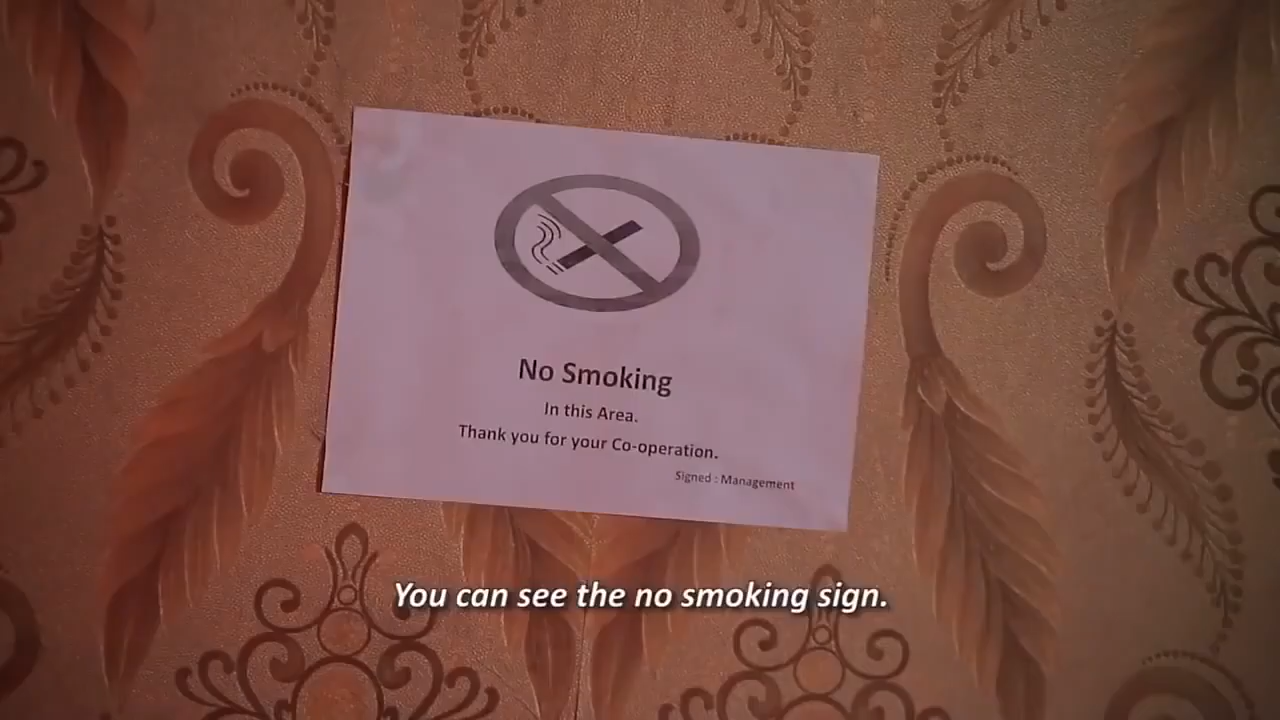 No Smoking
In this Area.
Thank you for your Co-operation.
Signed : Management
You can see the no smoking sign.